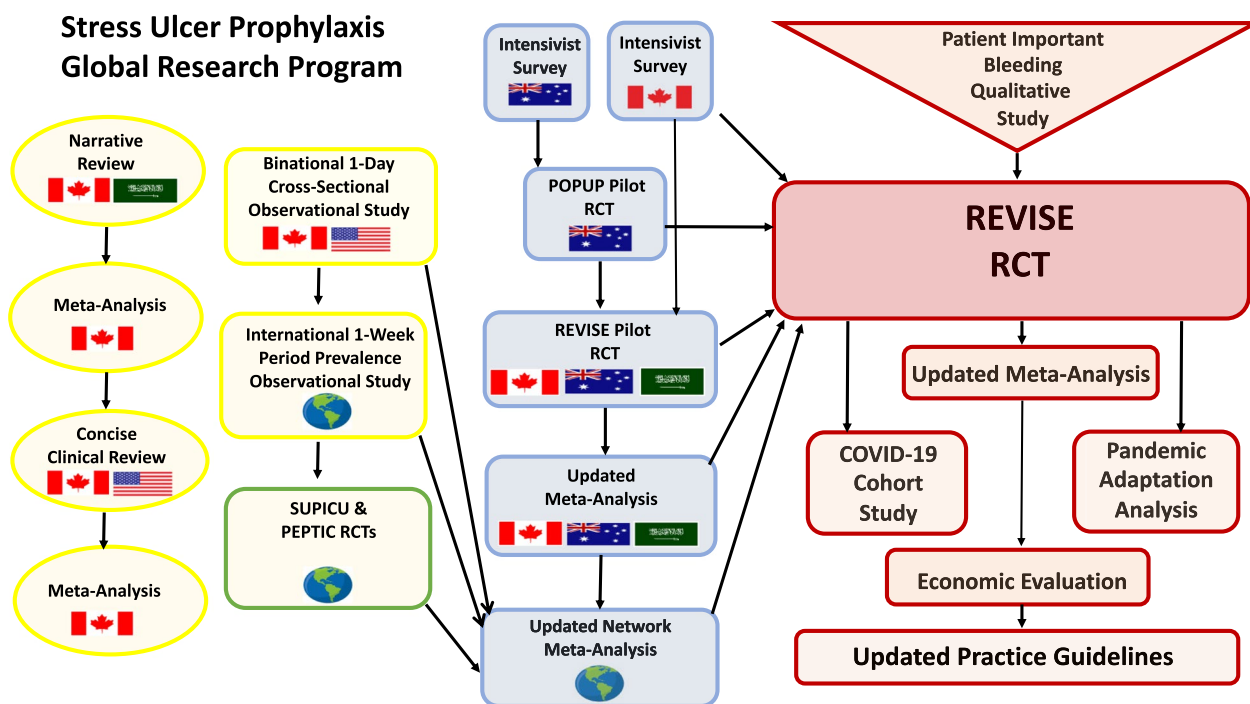 Stress Ulcer Prophylaxis
Global Research Program
Narrative
Review
Meta-Analysis
Concise
Clinical Review
Meta-Analysis
Binational 1-Day
Cross-Sectional
Observational Study
International 1-Week
Period Prevalence
Observational Study
SUPICU &
PEPTIC RCTs
Intensivist
Survey
Intensivist
Survey
POPUP Pilot
RCT
REVISE Pilot
RCT
Updated
Meta-Analysis
Updated Network
Meta-Analysis
Patient Important
Bleeding
Qualitative
Study
REVISE
RCT
Updated Meta-Analysis
COVID-19
Cohort
Study
Pandemic
Adaptation
Analysis
Economic Evaluation
Updated Practice Guidelines